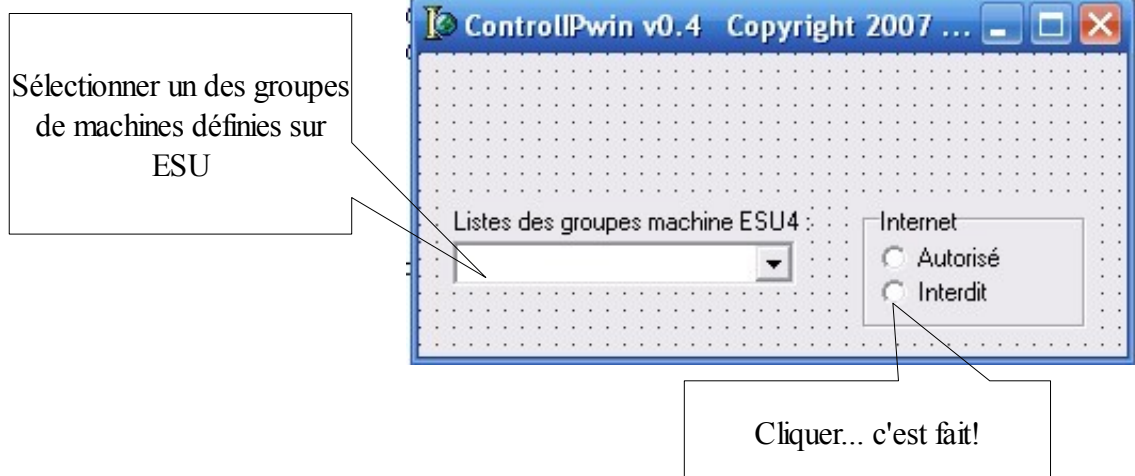 ControlIPwin v0.4 Copyright 2007 ...
Sélectionner un des groupes
de machines définies sur
ESU
Listes des groupes machine ESU4 :
Internet
Autorisé
Interdit
Cliquer... c'est fait!